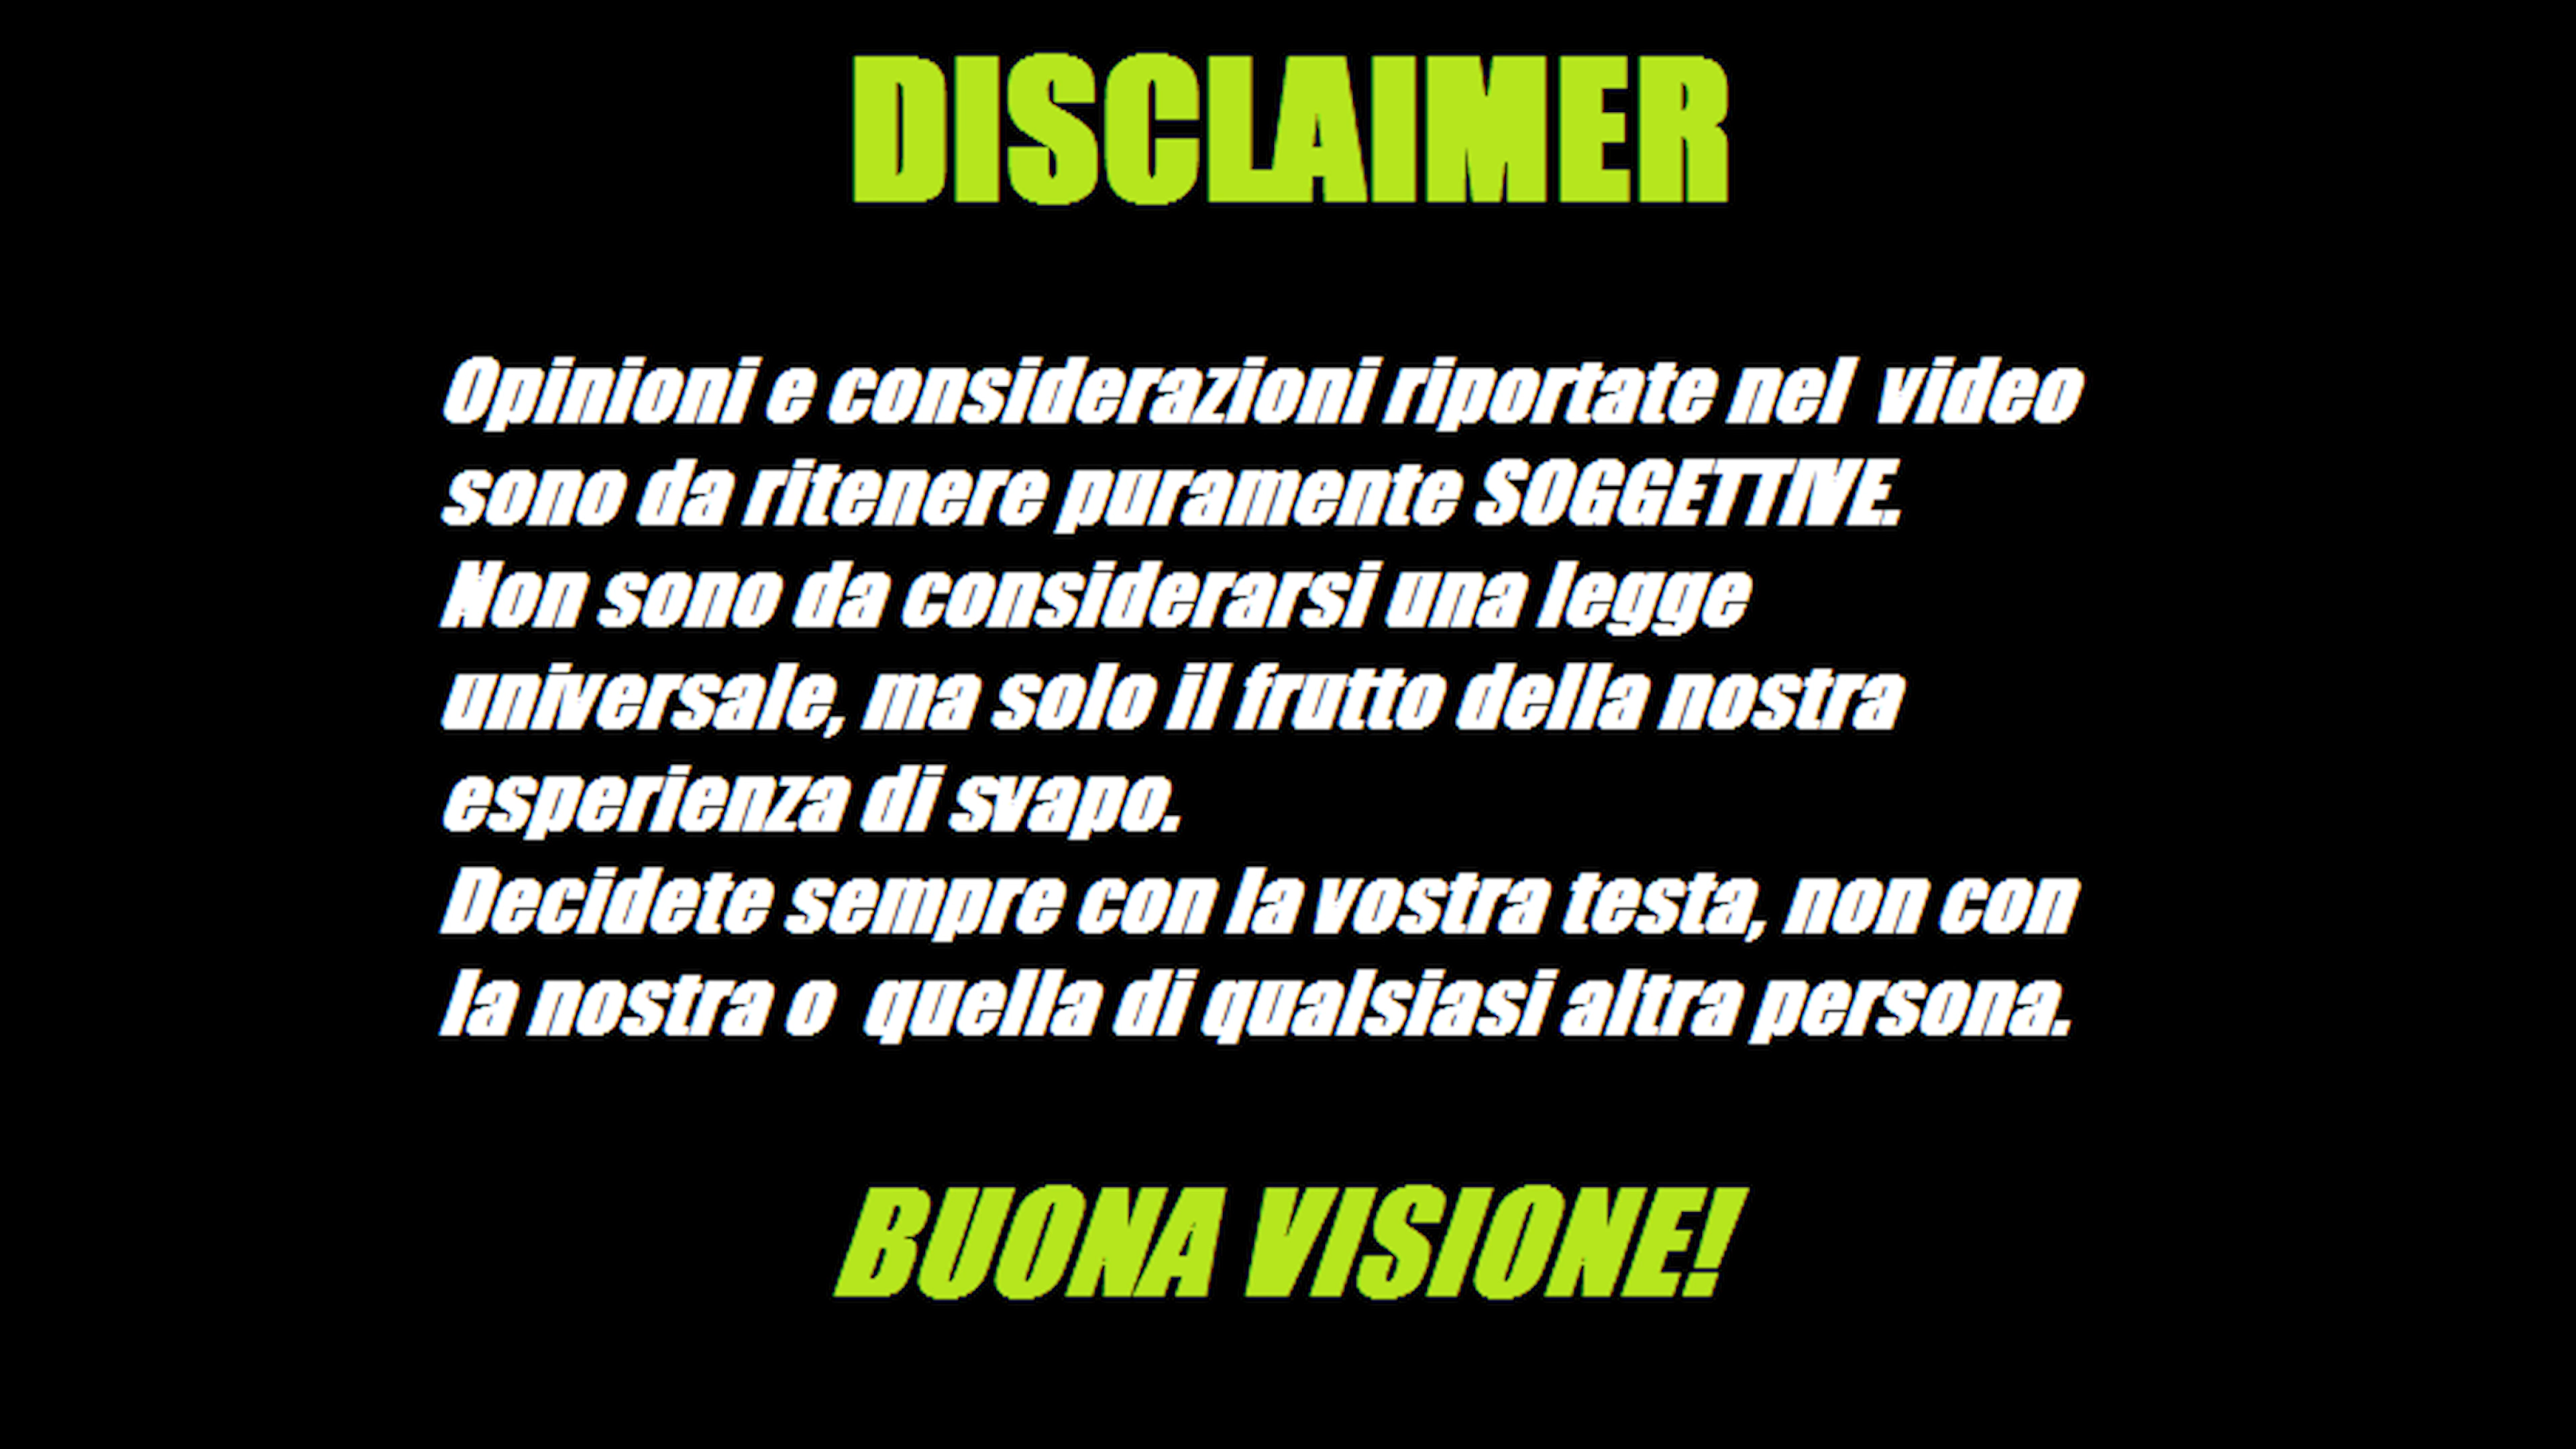 DISCLAIMER
Opinioni e considerazioni riportate nel  video
sono da ritenere puramente SOGGETTIVE.
Non sono da considerarsi una legge
universale, ma solo il frutto della nostra
esperienza di svapo.
Decidete sempre con la vostra testa, non con
la nostra o  quella di qualsiasi altra persona.
BUONA VISIONE!